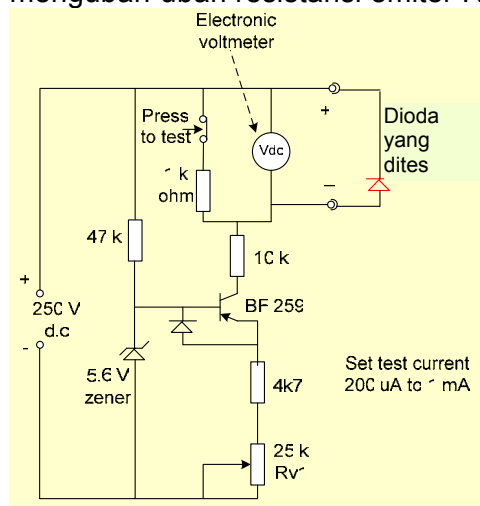 Electronic
voltmeter
+
Press
to test
Vdc
Dioda
yang
dites
k
ohm
–
47 k
10 k
+
250 V
d.c
-
BF 259
5.6 V
zener
4k7
Set test current
200 uA to 1 mA
25 k
Rv1